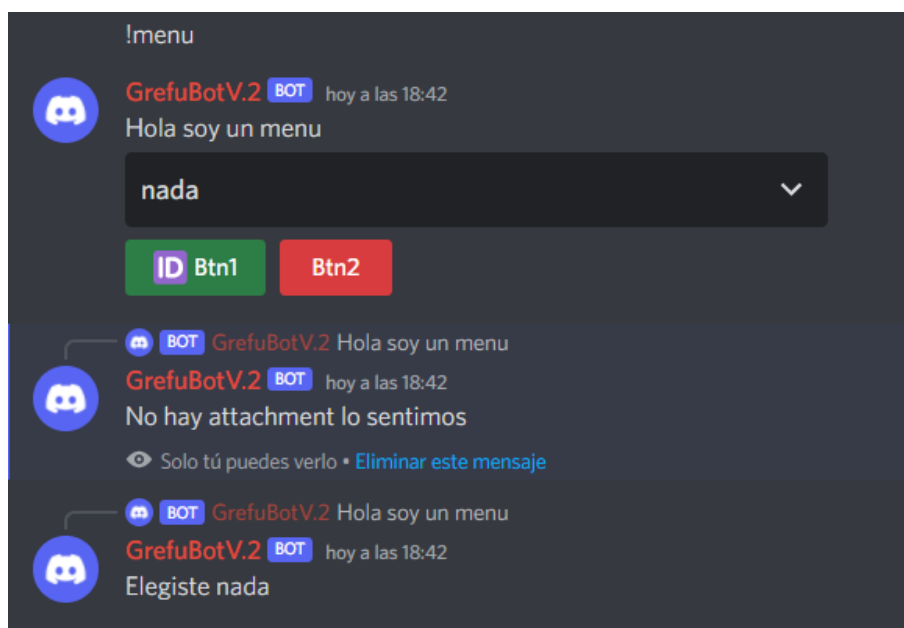 !menu
GrefuBotV.2 BOT hoy a las 18:42
Hola soy un menu
nada
ID Btn1 Btn2
BOT GrefuBotV.2 Hola soy un menu
GrefuBotV.2 BOT hoy a las 18:42
No hay attachment lo sentimos
Solo tú puedes verlo • Eliminar este mensaje
BOT GrefuBotV.2 Hola soy un menu
GrefuBotV.2 BOT hoy a las 18:42
Elegiste nada